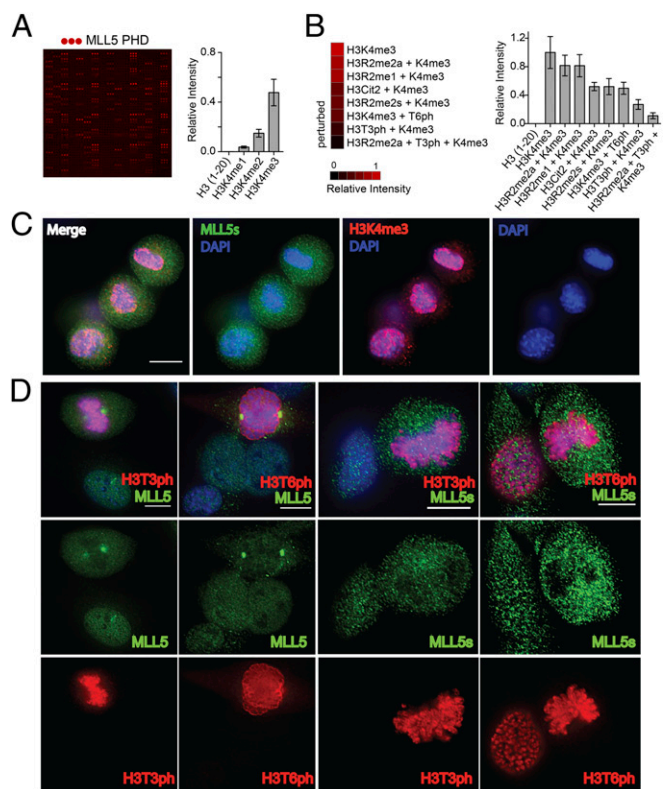 A
MLL5 PHD
Relative Intensity
0.8
0.4
0
H3 (1-20)
H3K4me1
H3K4me2
H3K4me3
B
perturbed
H3K4me3
H3R2me2a + K4me3
H3R2me1 + K4me3
H3Cit2 + K4me3
H3R2me2s + K4me3
H3K4me3 + T6ph
H3T3ph + K4me3
H3R2me2a + T3ph + K4me3
0
1
Relative Intensity
Relative Intensity
1.2
0.8
0.4
0
H3 (1-20)
H3K4me3
H3R2me2a + K4me3
H3R2me1 + K4me3
H3Cit2 + K4me3
H3R2me2s + K4me3
H3K4me3 + T6ph
H3T3ph + K4me3
H3R2me2a + T3ph +
K4me3
C
Merge
MLL5s
DAPI
H3K4me3
DAPI
DAPI
D
H3T3ph
MLL5
H3T6ph
MLL5
H3T3ph
MLL5s
H3T6ph
MLL5s
MLL5
MLL5
MLL5s
MLL5s
H3T3ph
H3T6ph
H3T3ph
H3T6ph